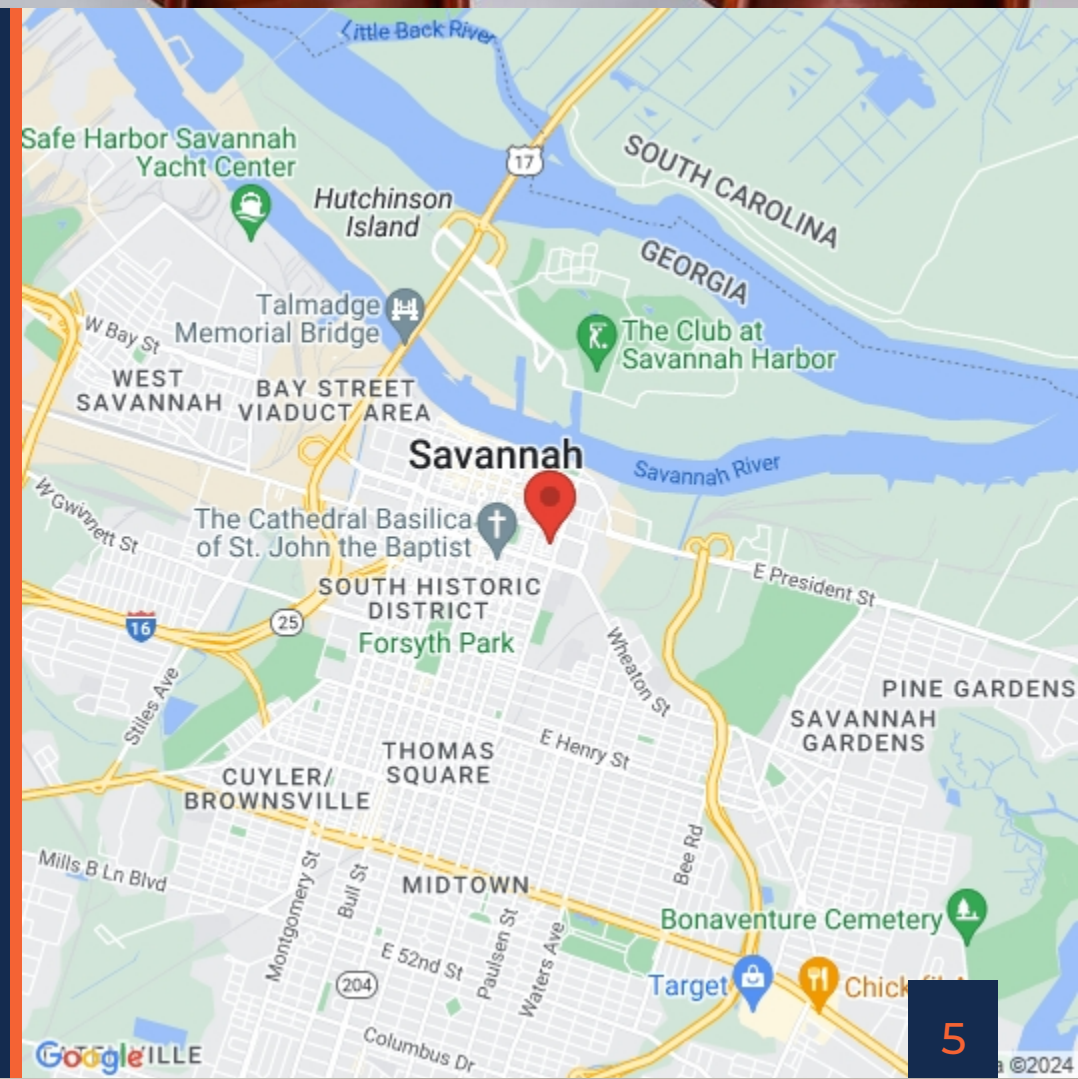 Little Back River
Safe Harbor Savannah
Yacht Center
17
SOUTH CAROLINA
Hutchinson
Island
GEORGIA
Talmadge
Memorial Bridge
W Bay St
The Club at
Savannah Harbor
WEST
SAVANNAH
BAY STREET
VIADUCT AREA
Savannah
Savannah River
W Gwinnett St
The Cathedral Basilica
of St. John the Baptist
E President St
SOUTH HISTORIC
DISTRICT
16
25
Forsyth Park
Wheaton St
Stiles Ave
PINE GARDENS
SAVANNAH
GARDENS
E Henry St
THOMAS
SQUARE
CUYLER/
BROWNSVILLE
Bee Rd
Mills B Ln Blvd
Montgomery St
Bull St
MIDTOWN
Bonaventure Cemetery
Paulsen St
Waters Ave
E 52nd St
204
Target
Columbus Dr
Google
5
©2024